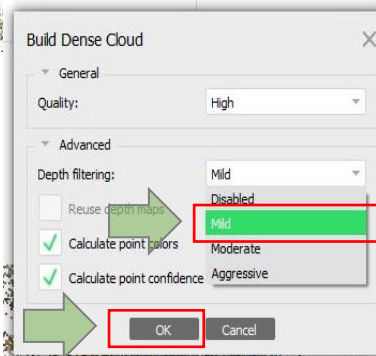 Build Dense Cloud
General
Quality: High
Advanced
Depth filtering: Mild
Disabled
Reuse depth maps
Mild
Calculate point colors
Moderate
Calculate point confidence
Aggressive
OK Cancel